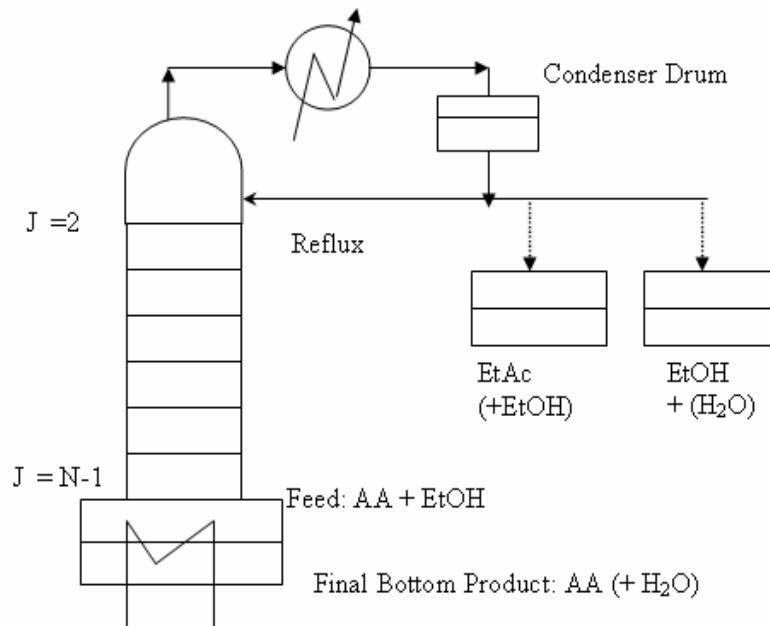 Condenser Drum
J =2
Reflux
EtAc
(+EtOH)
EtOH
+ (H₂O)
J = N-1
Feed: AA + EtOH
Final Bottom Product: AA (+ H₂O)